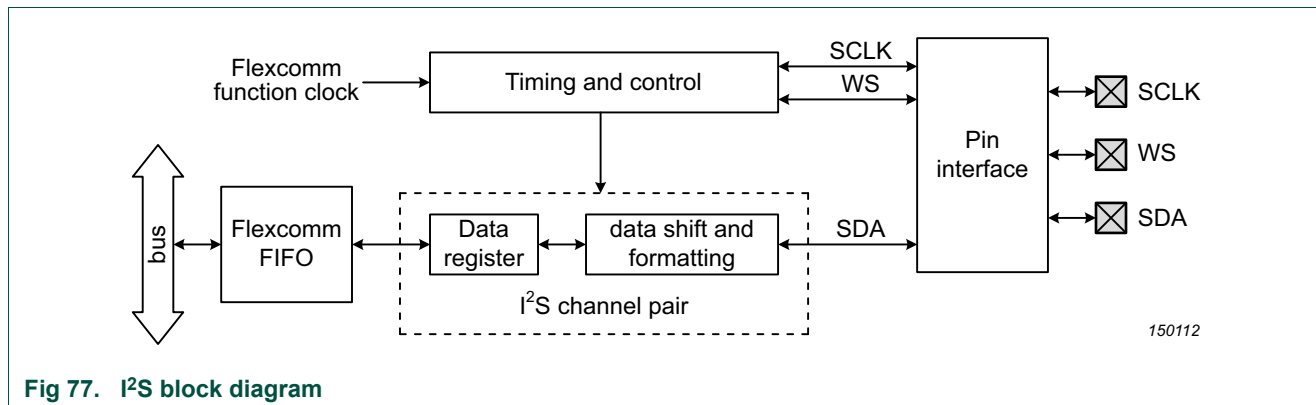 SCLK
Flexcomm
function clock
Timing and control
WS
SCLK
Pin
interface
WS
bus
Flexcomm
FIFO
Data
register
data shift and
formatting
SDA
SDA
I²S channel pair
150112
Fig 77. I²S block diagram